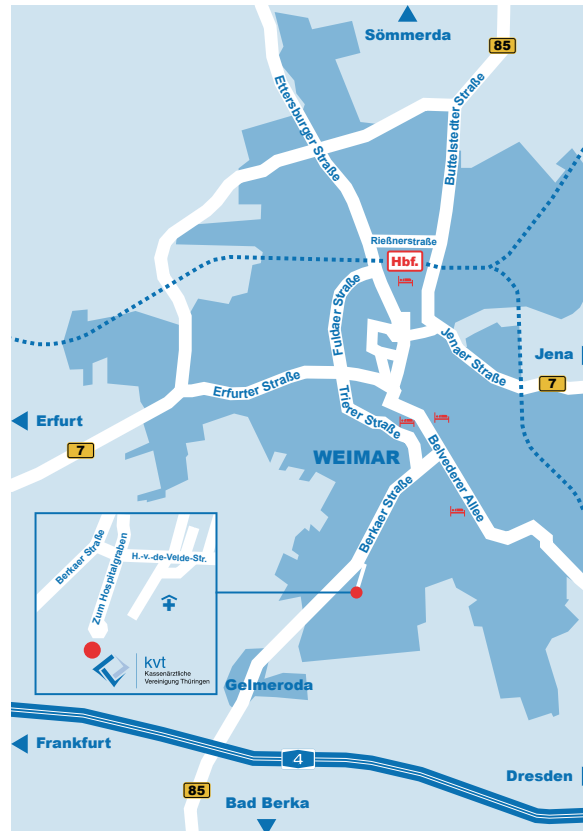 Sömmerda
85
Ettersburger Straße
Buttelstedter Straße
Rießnerstraße
Hbf.
Fuldaer Straße
Jenaer Straße
Jena
7
Erfurter Straße
Trierer Straße
Erfurt
7
WEIMAR
Belvederer Allee
Berkaer Straße
Berkaer Straße
Zum Hospitalgraben
H.-v.-de-Velde-Str.
kvt
Kassenärztliche
Vereinigung Thüringen
Gelmeroda
Frankfurt
4
Dresden
85
Bad Berka